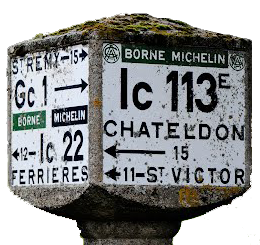 ST REMY-15→
Gc 1 →
BORNE MICHELIN
←12-Ic 22
FERRIÈRES
BORNE MICHELIN
Ic 113E
CHATELDON
← 15
←11-ST VICTOR